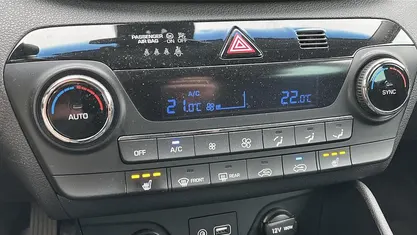 PASSENGER
AIR BAG
ON OFF
A/C
21.0°C
22.0°C
AUTO
SYNC
OFF
A/C
FRONT
REAR
12V